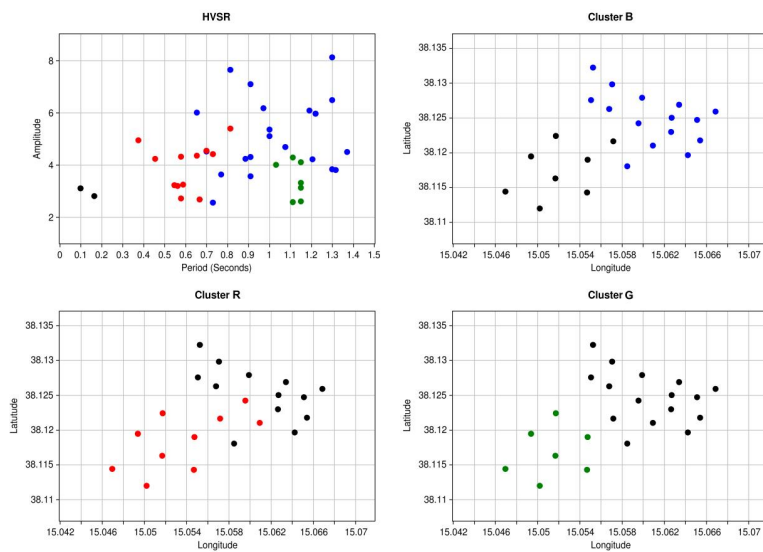 HVSR
Amplitude
8
6
4
2
0 0.1 0.2 0.3 0.4 0.5 0.6 0.7 0.8 0.9 1 1.1 1.2 1.3 1.4 1.5
Period (Seconds)
Cluster B
Latitude
38.135
38.13
38.125
38.12
38.115
38.11
15.042 15.046 15.05 15.054 15.058 15.062 15.066 15.07
Longitude
Cluster R
Latutude
38.135
38.13
38.125
38.12
38.115
38.11
15.042 15.046 15.05 15.054 15.058 15.062 15.066 15.07
Longitude
Cluster G
Latitude
38.135
38.13
38.125
38.12
38.115
38.11
15.042 15.046 15.05 15.054 15.058 15.062 15.066 15.07
Longitude